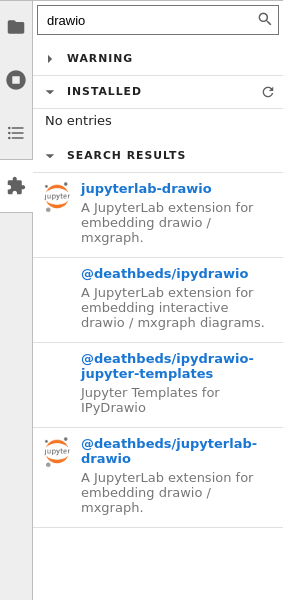 drawio
WARNING
INSTALLED
No entries
SEARCH RESULTS
jupyter
jupyterlab-drawio
A JupyterLab extension for
embedding drawio /
mxgraph.
@deathbeds/ipydrawio
A JupyterLab extension for
embedding interactive
drawio / mxgraph diagrams.
@deathbeds/ipydrawio-
jupyter-templates
Jupyter Templates for
IPyDrawio
jupyter
@deathbeds/jupyterlab-
drawio
A JupyterLab extension for
embedding drawio /
mxgraph.